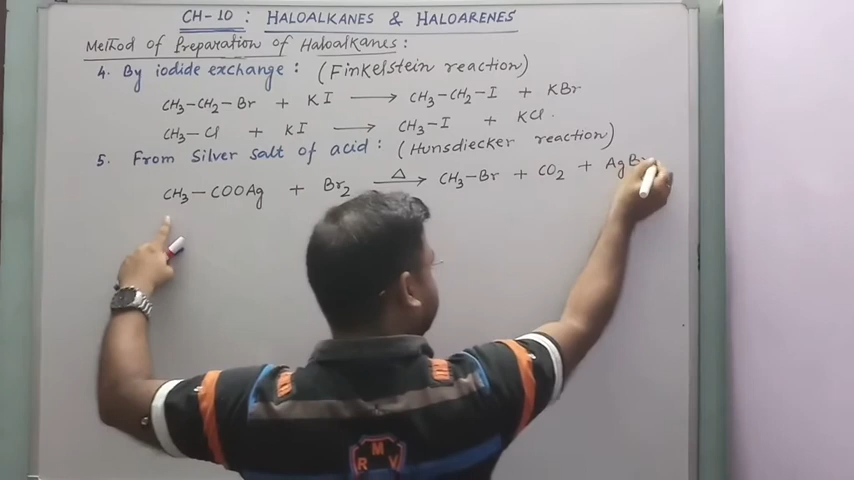 CH-10 : HALOALKANES & HALOARENES
Method of Preparation of Haloalkanes :
4. By iodide exchange : (Finkelstein reaction)
CH₃-CH₂-Br + KI ⟶ CH₃-CH₂-I + KBr
CH₃-Cl + KI ⟶ CH₃-I + KCl.
5. From Silver salt of acid : (Hunsdiecker reaction)
CH₃-COOAg + Br₂ —Δ→ CH₃-Br + CO₂ + AgBr
M
R V